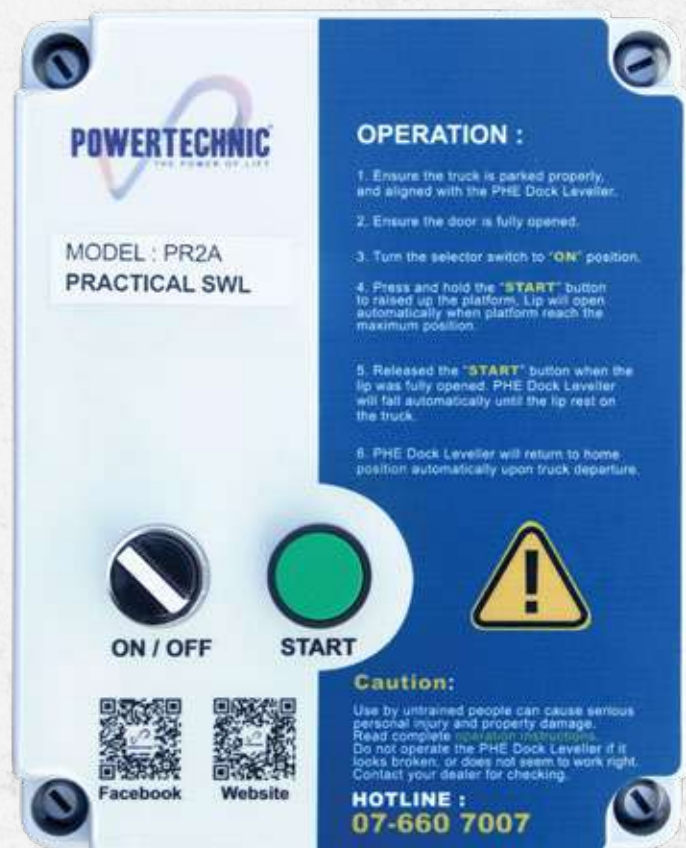 POWERTECHNIC®
THE POWER OF LIFT
MODEL : PR2A
PRACTICAL SWL
ON / OFF
START
Facebook
Website
OPERATION :
1. Ensure the truck is parked properly,
and aligned with the PHE Dock Leveller.
2. Ensure the door is fully opened.
3. Turn the selector switch to "ON" position.
4. Press and hold the "START" button
to raised up the platform. Lip will open
automatically when platform reach the
maximum position.
5. Released the "START" button when the
lip was fully opened. PHE Dock Leveller
will fall automatically until the lip rest on
the truck.
6. PHE Dock Leveller will return to home
position automatically upon truck departure.
Caution:
Use by untrained people can cause serious
personal injury and property damage.
Read complete operation instructions.
Do not operate the PHE Dock Leveller if it
looks broken, or does not seem to work right.
Contact your dealer for checking.
HOTLINE :
07-660 7007